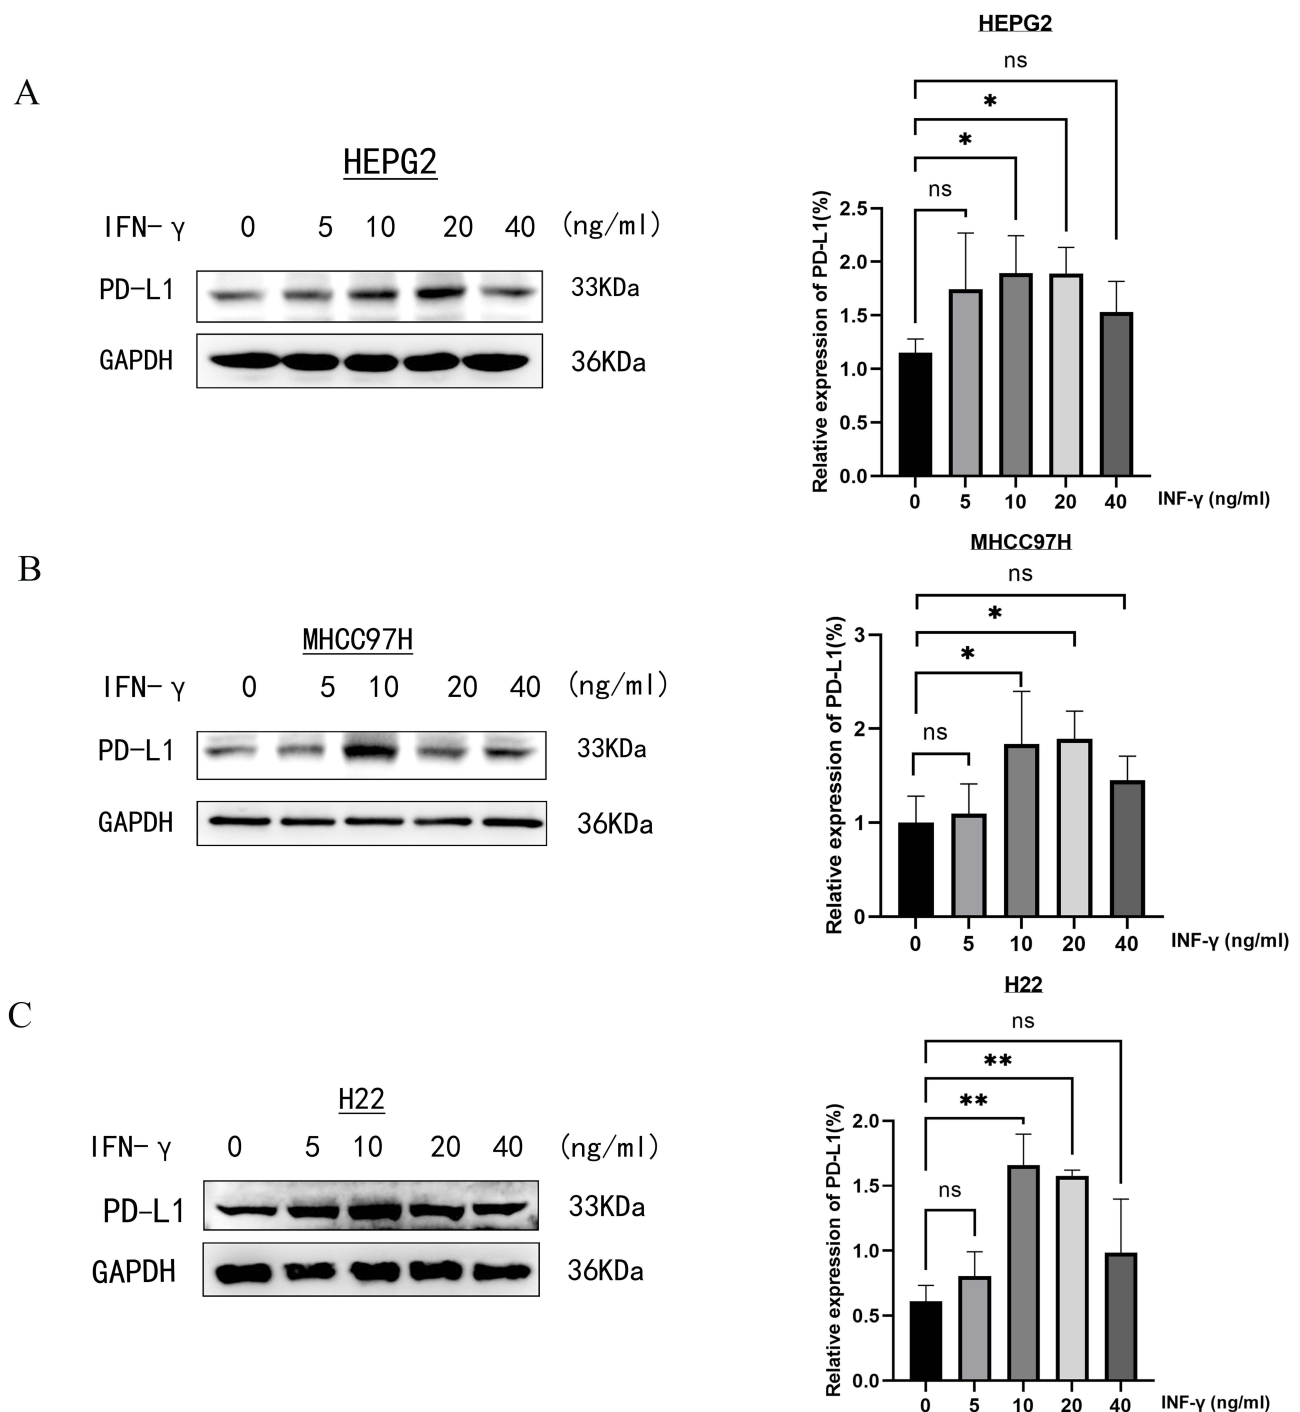 A
HEPG2
IFN-γ 0 5 10 20 40 (ng/ml)
PD-L1 33KDa
GAPDH 36KDa
HEPG2
ns
*
*
ns
Relative expression of PD-L1(%)
2.5
2.0
1.5
1.0
0.5
0.0
0 5 10 20 40 INF-γ (ng/ml)
B
MHCC97H
IFN-γ 0 5 10 20 40 (ng/ml)
PD-L1 33KDa
GAPDH 36KDa
MHCC97H
ns
*
*
ns
Relative expression of PD-L1(%)
3
2
1
0
0 5 10 20 40 INF-γ (ng/ml)
C
H22
IFN-γ 0 5 10 20 40 (ng/ml)
PD-L1 33KDa
GAPDH 36KDa
H22
ns
**
**
ns
Relative expression of PD-L1(%)
2.0
1.5
1.0
0.5
0.0
0 5 10 20 40 INF-γ (ng/ml)